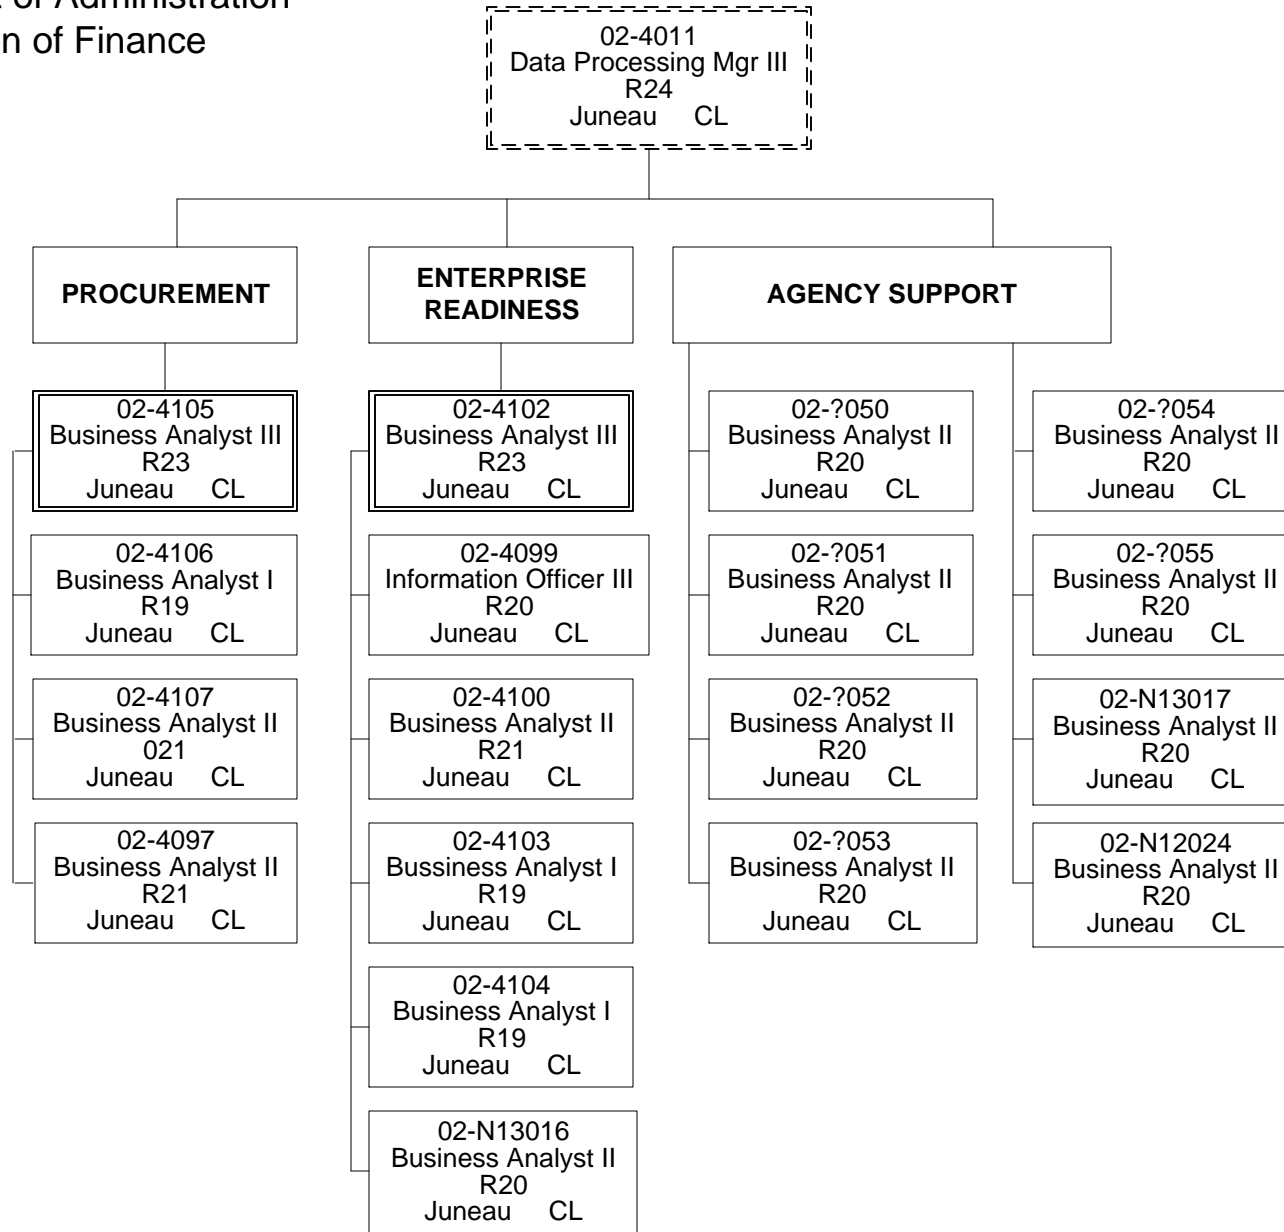 of Administration
n of Finance
02-4011
Data Processing Mgr III
R24
Juneau CL
PROCUREMENT
ENTERPRISE
READINESS
AGENCY SUPPORT
02-4105
Business Analyst III
R23
Juneau CL
02-4106
Business Analyst I
R19
Juneau CL
02-4107
Business Analyst II
021
Juneau CL
02-4097
Business Analyst II
R21
Juneau CL
02-4102
Business Analyst III
R23
Juneau CL
02-4099
Information Officer III
R20
Juneau CL
02-4100
Business Analyst II
R21
Juneau CL
02-4103
Bussiness Analyst I
R19
Juneau CL
02-4104
Business Analyst I
R19
Juneau CL
02-N13016
Business Analyst II
R20
Juneau CL
02-?050
Business Analyst II
R20
Juneau CL
02-?051
Business Analyst II
R20
Juneau CL
02-?052
Business Analyst II
R20
Juneau CL
02-?053
Business Analyst II
R20
Juneau CL
02-?054
Business Analyst II
R20
Juneau CL
02-?055
Business Analyst II
R20
Juneau CL
02-N13017
Business Analyst II
R20
Juneau CL
02-N12024
Business Analyst II
R20
Juneau CL